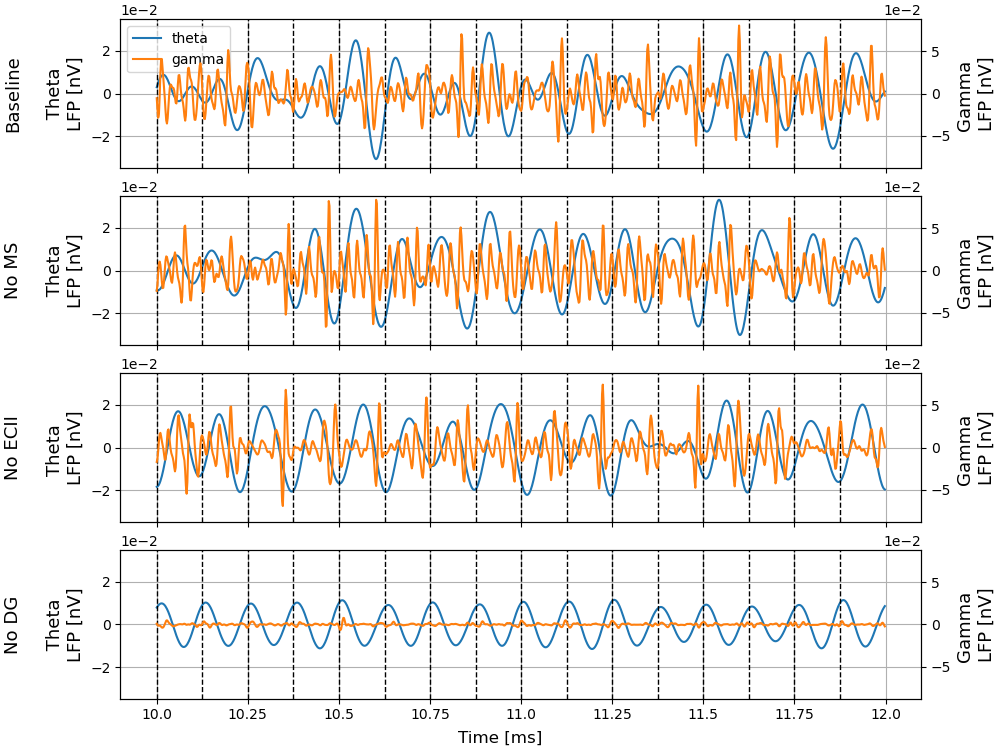 1e−2
1e−2
theta
gamma
Baseline
Theta
LFP [nV]
2
0
−2
5
0
−5
Gamma
LFP [nV]
1e−2
1e−2
No MS
Theta
LFP [nV]
2
0
−2
5
0
−5
Gamma
LFP [nV]
1e−2
1e−2
No ECII
Theta
LFP [nV]
2
0
−2
5
0
−5
Gamma
LFP [nV]
1e−2
1e−2
No DG
Theta
LFP [nV]
2
0
−2
5
0
−5
Gamma
LFP [nV]
10.0 10.25 10.5 10.75 11.0 11.25 11.5 11.75 12.0
Time [ms]